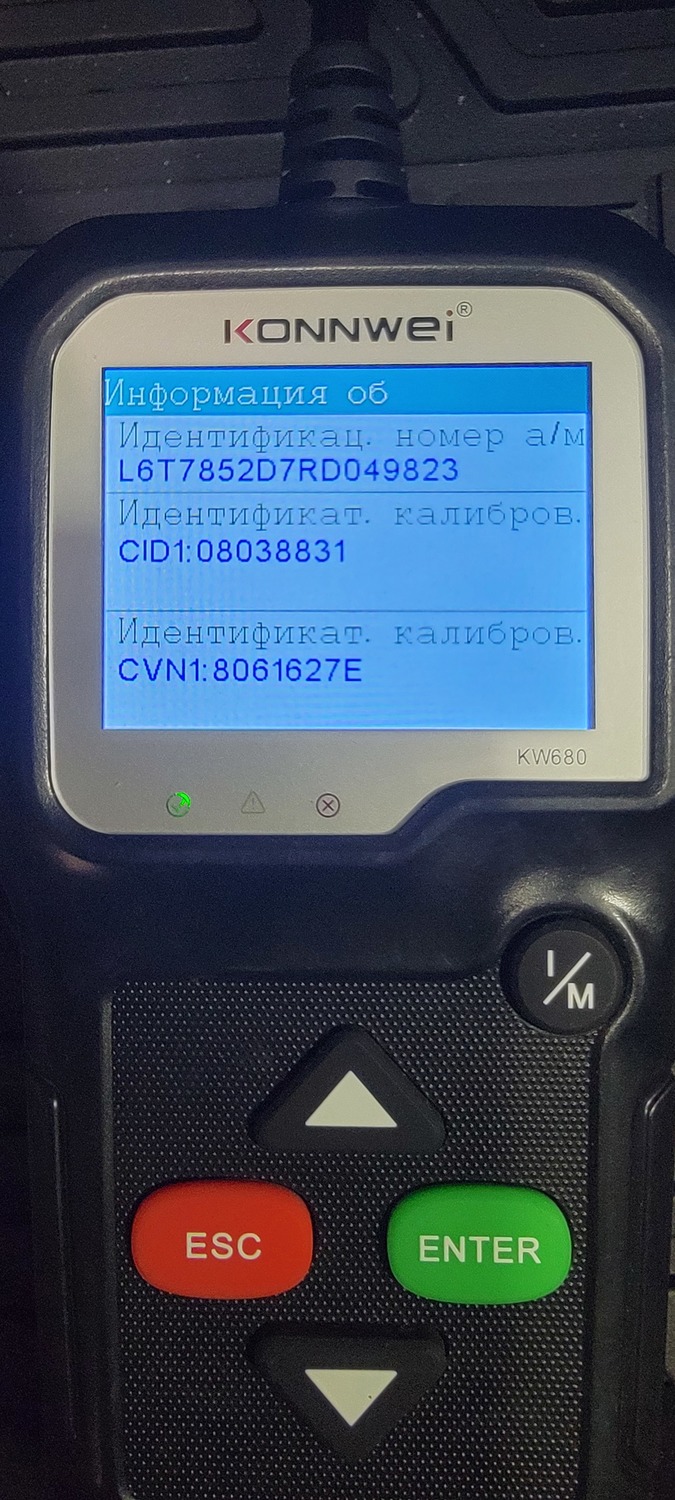 KONNWEI®
Информация об
Идентификац. номер а/м
L6T7852D7RD049823
Идентификат. калибров.
CID1:08038831
Идентификат. калибров.
CVN1:8061627E
KW680
I/M
ESC
ENTER